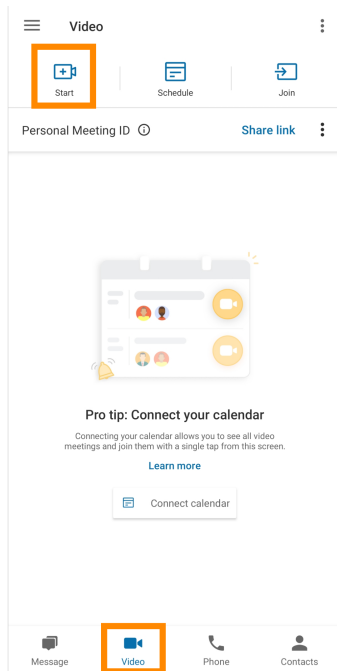 Video
Start
Schedule
Join
Personal Meeting ID
Share link
Pro tip: Connect your calendar
Connecting your calendar allows you to see all video
meetings and join them with a single tap from this screen.
Learn more
Connect calendar
Message
Video
Phone
Contacts